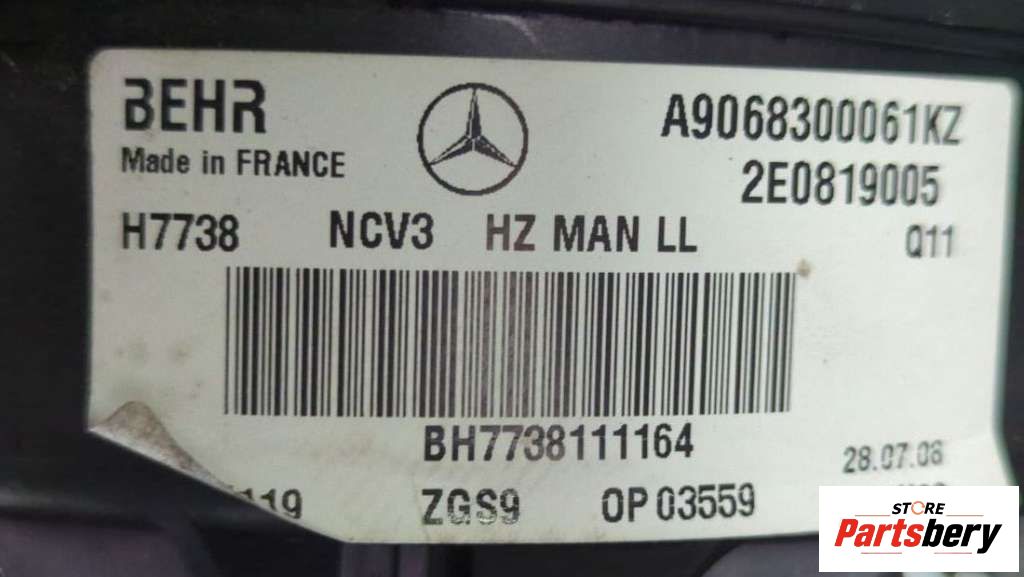 BEHR
A9068300061KZ
Made in FRANCE
2E0819005
H7738 NCV3 HZ MAN LL Q11
BH7738111164
28.07.06
119 ZGS9 OP 03559
STORE
Partsbery